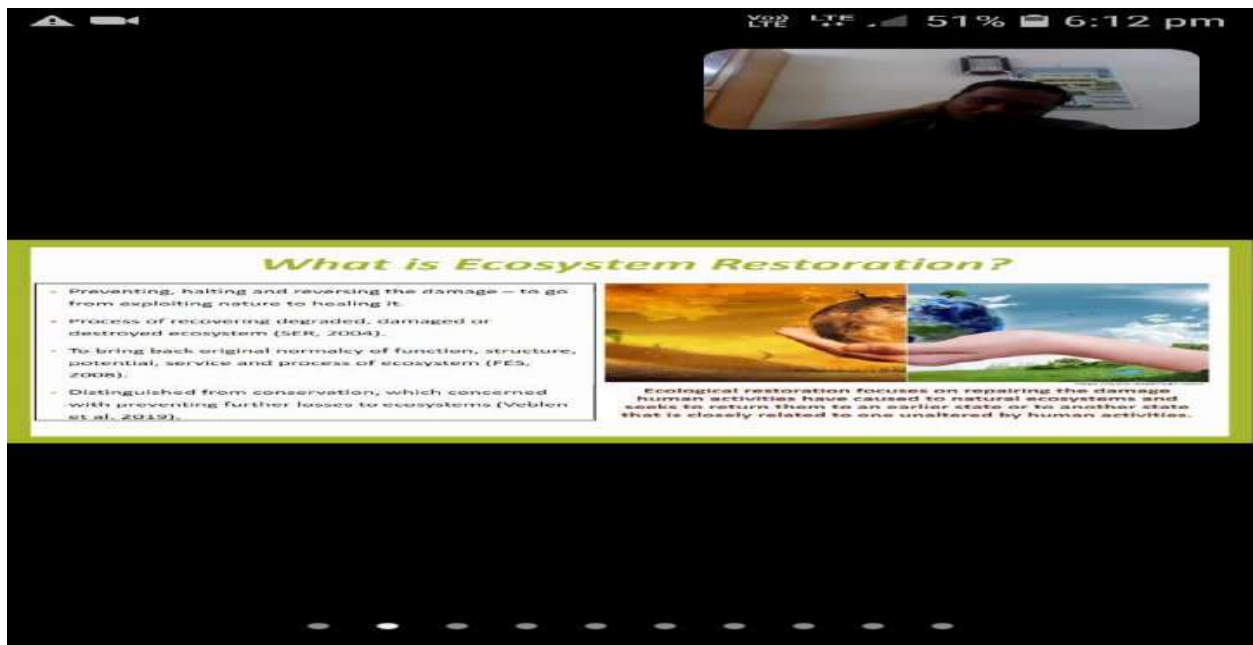 VoD LTE LTE 51% 6:12 pm
What is Ecosystem Restoration?
- Preventing, halting and reversing the damage – to go
from exploiting nature to healing it.
- Process of recovering degraded, damaged or
destroyed ecosystem (SER, 2004).
- To bring back original normalcy of function, structure,
potential, service and process of ecosystem (FES,
2008).
- Distinguished from conservation, which concerned
with preventing further losses to ecosystems (Veblen
et al. 2019).
Ecological restoration focuses on repairing the damage
human activities have caused to natural ecosystems and
seeks to return them to an earlier state or to another state
that is closely related to one unaltered by human activities.